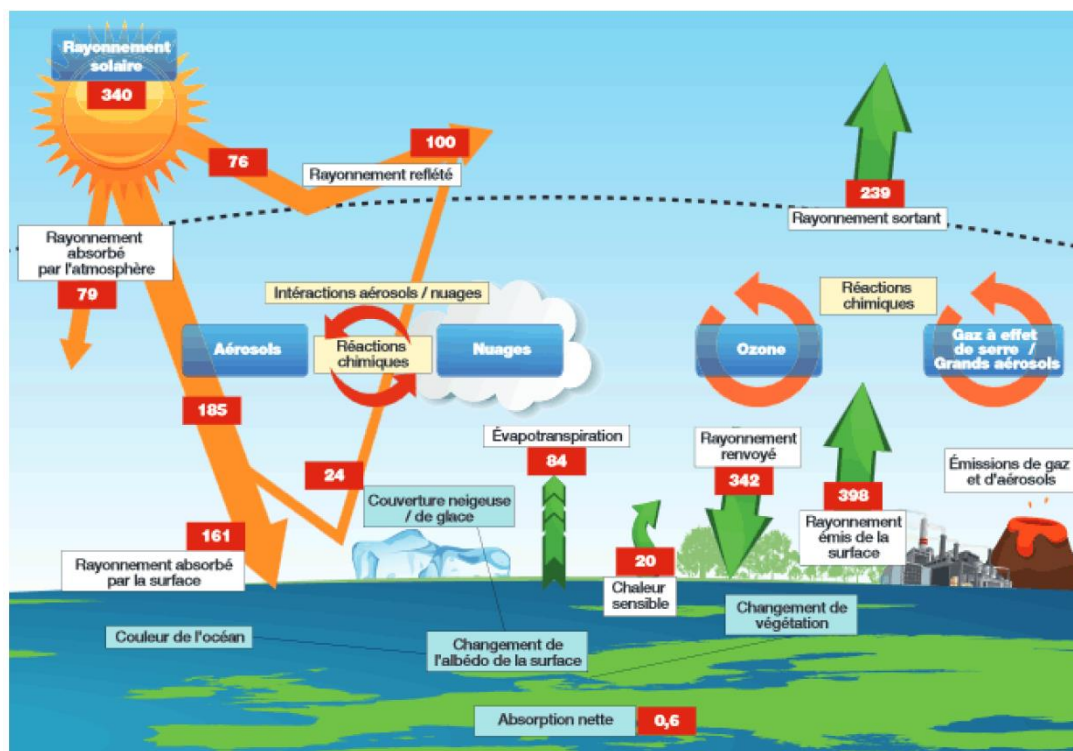 Rayonnement
solaire
340
76
100
Rayonnement reflété
239
Rayonnement sortant
Rayonnement
absorbé
par l'atmosphère
79
Intéractions aérosols / nuages
Aérosols
Réactions
chimiques
Nuages
Réactions
chimiques
Ozone
Gaz à effet
de serre /
Grands aérosols
185
24
Évapotranspiration
84
Rayonnement
renvoyé
342
398
Rayonnement
émis de la
surface
Émissions de gaz
et d'aérosols
Couverture neigeuse
/ de glace
161
Rayonnement absorbé
par la surface
20
Chaleur
sensible
Couleur de l'océan
Changement de
l'albédo de la surface
Changement de
végétation
Absorption nette
0,6